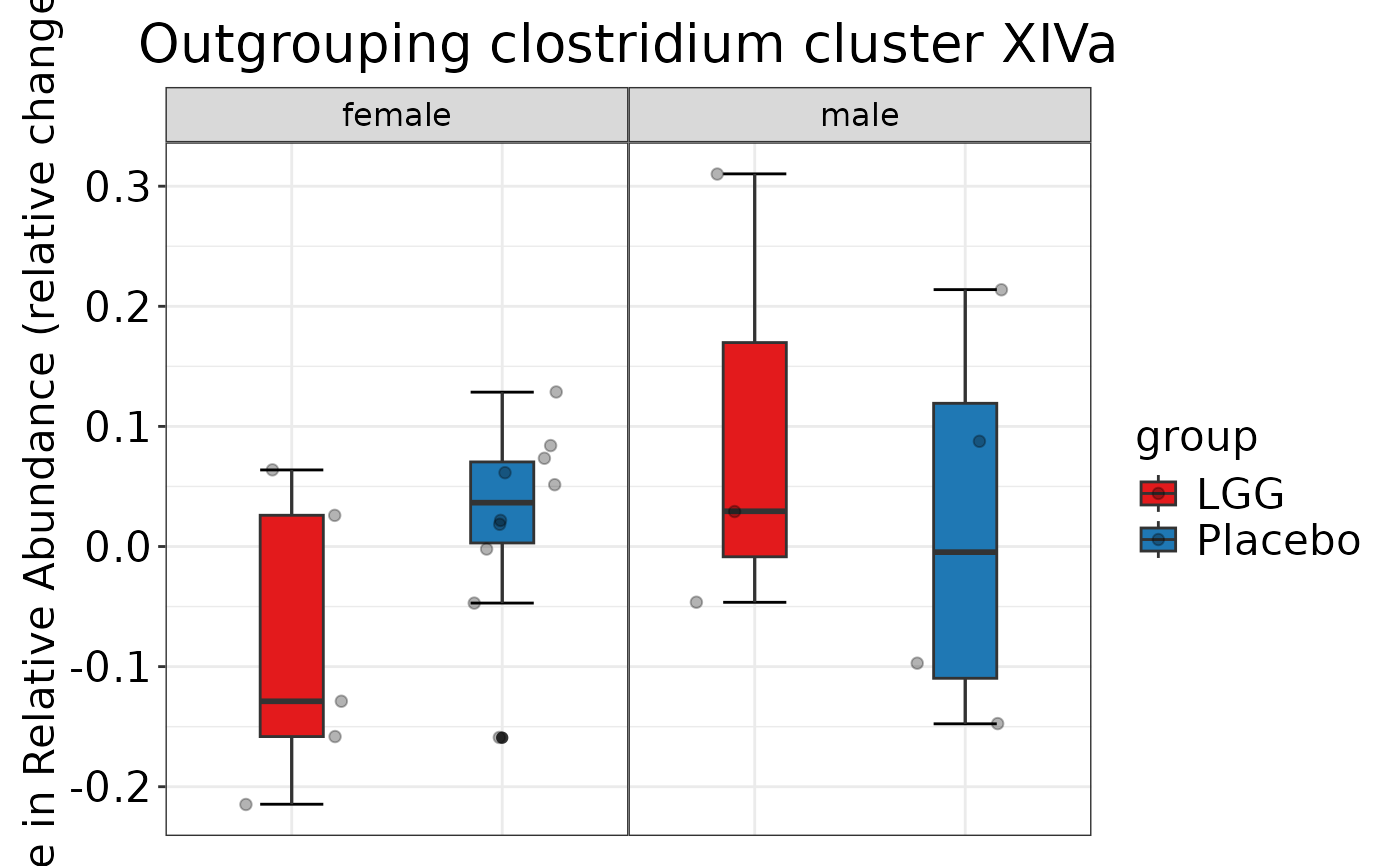 Outgrouping clostridium cluster XIVa
female
male
e in Relative Abundance (relative change
0.3
0.2
0.1
0.0
-0.1
-0.2
group
LGG
Placebo